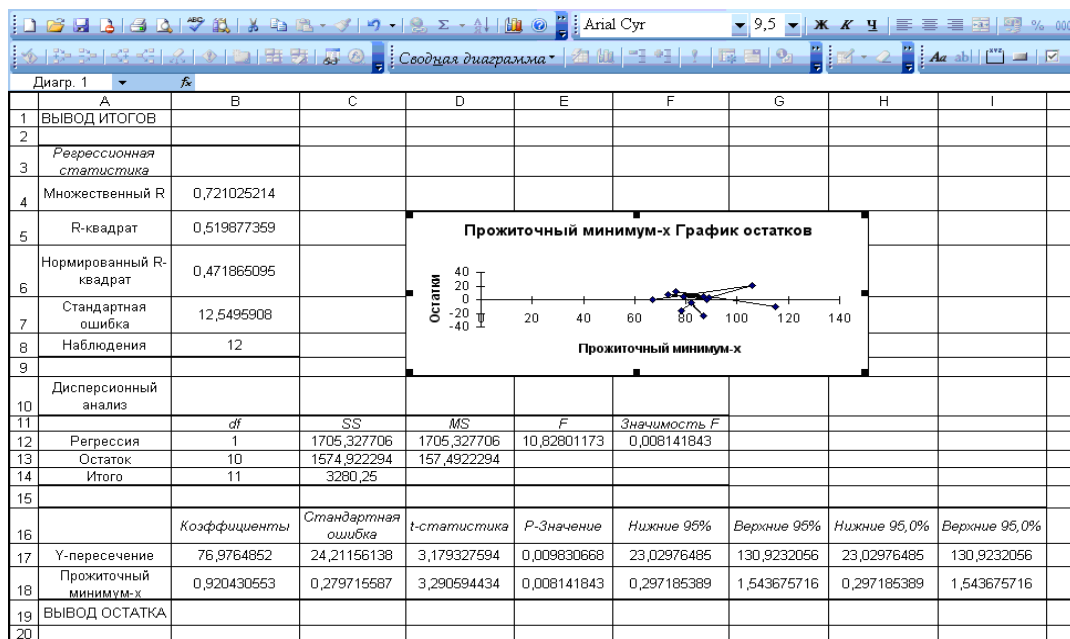 Arial Cyr 9,5 Ж К Ч % 000
Сводная диаграмма
Диагр. 1 fx
A B C D E F G H I
1 ВЫВОД ИТОГОВ
2
3 Регрессионная статистика
4 Множественный R 0,721025214
5 R-квадрат 0,519877359
6 Нормированный R-квадрат 0,471865095
7 Стандартная ошибка 12,5495908
8 Наблюдения 12
9
Прожиточный минимум-x График остатков
Остатки
40
20
0
-20
-40
0 20 40 60 80 100 120 140
Прожиточный минимум-x
10 Дисперсионный анализ
11 df SS MS F Значимость F
12 Регрессия 1 1705,327706 1705,327706 10,82801173 0,008141843
13 Остаток 10 1574,922294 157,4922294
14 Итого 11 3280,25
15
16 Коэффициенты Стандартная ошибка t-статистика P-Значение Нижние 95% Верхние 95% Нижние 95,0% Верхние 95,0%
17 Y-пересечение 76,9764852 24,21156138 3,179327594 0,009830668 23,02976485 130,9232056 23,02976485 130,9232056
18 Прожиточный минимум-x 0,920430553 0,279715587 3,290594434 0,008141843 0,297185389 1,543675716 0,297185389 1,543675716
19 ВЫВОД ОСТАТКА
20